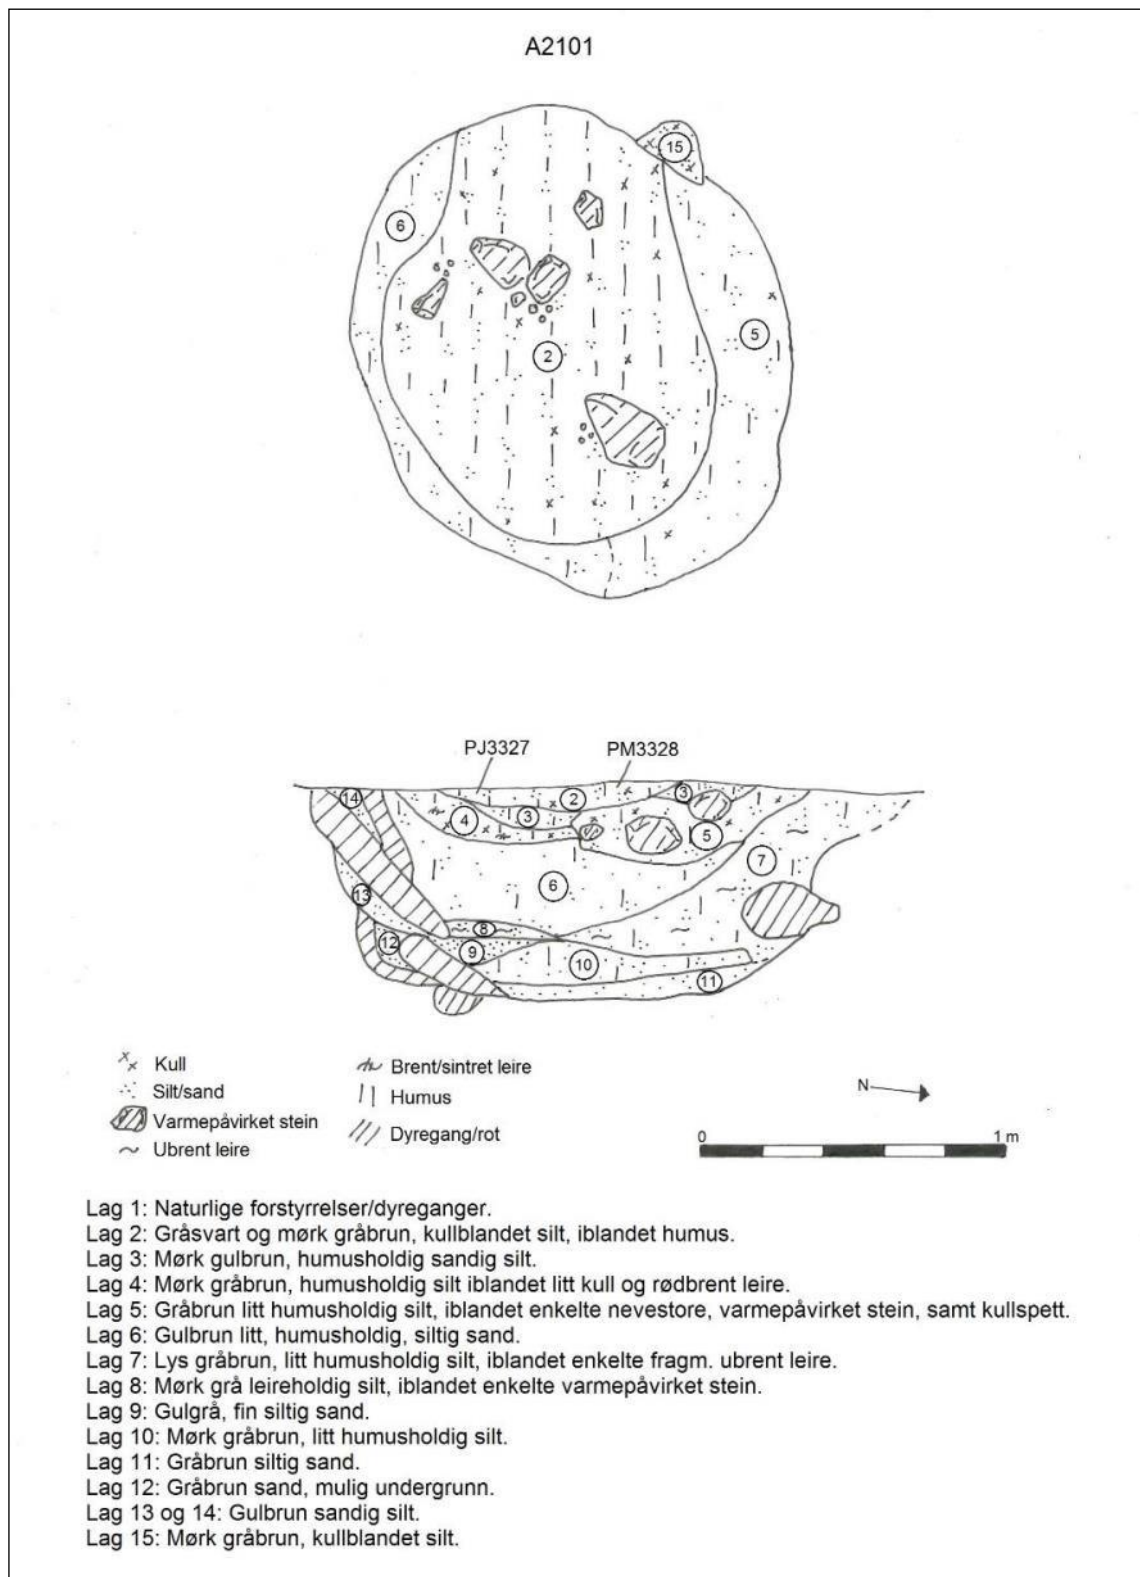 A2101
15
6
5
2
PJ3327 PM3328
14 2 3
4 3 5
7
6
13
8
12 9 10
11
Kull Brent/sintret leire
Silt/sand Humus N
Varmepåvirket stein Dyregang/rot
Ubrent leire 0 1 m
Lag 1: Naturlige forstyrrelser/dyreganger.
Lag 2: Gråsvart og mørk gråbrun, kullblandet silt, iblandet humus.
Lag 3: Mørk gulbrun, humusholdig sandig silt.
Lag 4: Mørk gråbrun, humusholdig silt iblandet litt kull og rødbrent leire.
Lag 5: Gråbrun litt humusholdig silt, iblandet enkelte nevestore, varmepåvirket stein, samt kullspett.
Lag 6: Gulbrun litt, humusholdig, siltig sand.
Lag 7: Lys gråbrun, litt humusholdig silt, iblandet enkelte fragm. ubrent leire.
Lag 8: Mørk grå leireholdig silt, iblandet enkelte varmepåvirket stein.
Lag 9: Gulgrå, fin siltig sand.
Lag 10: Mørk gråbrun, litt humusholdig silt.
Lag 11: Gråbrun siltig sand.
Lag 12: Gråbrun sand, mulig undergrunn.
Lag 13 og 14: Gulbrun sandig silt.
Lag 15: Mørk gråbrun, kullblandet silt.